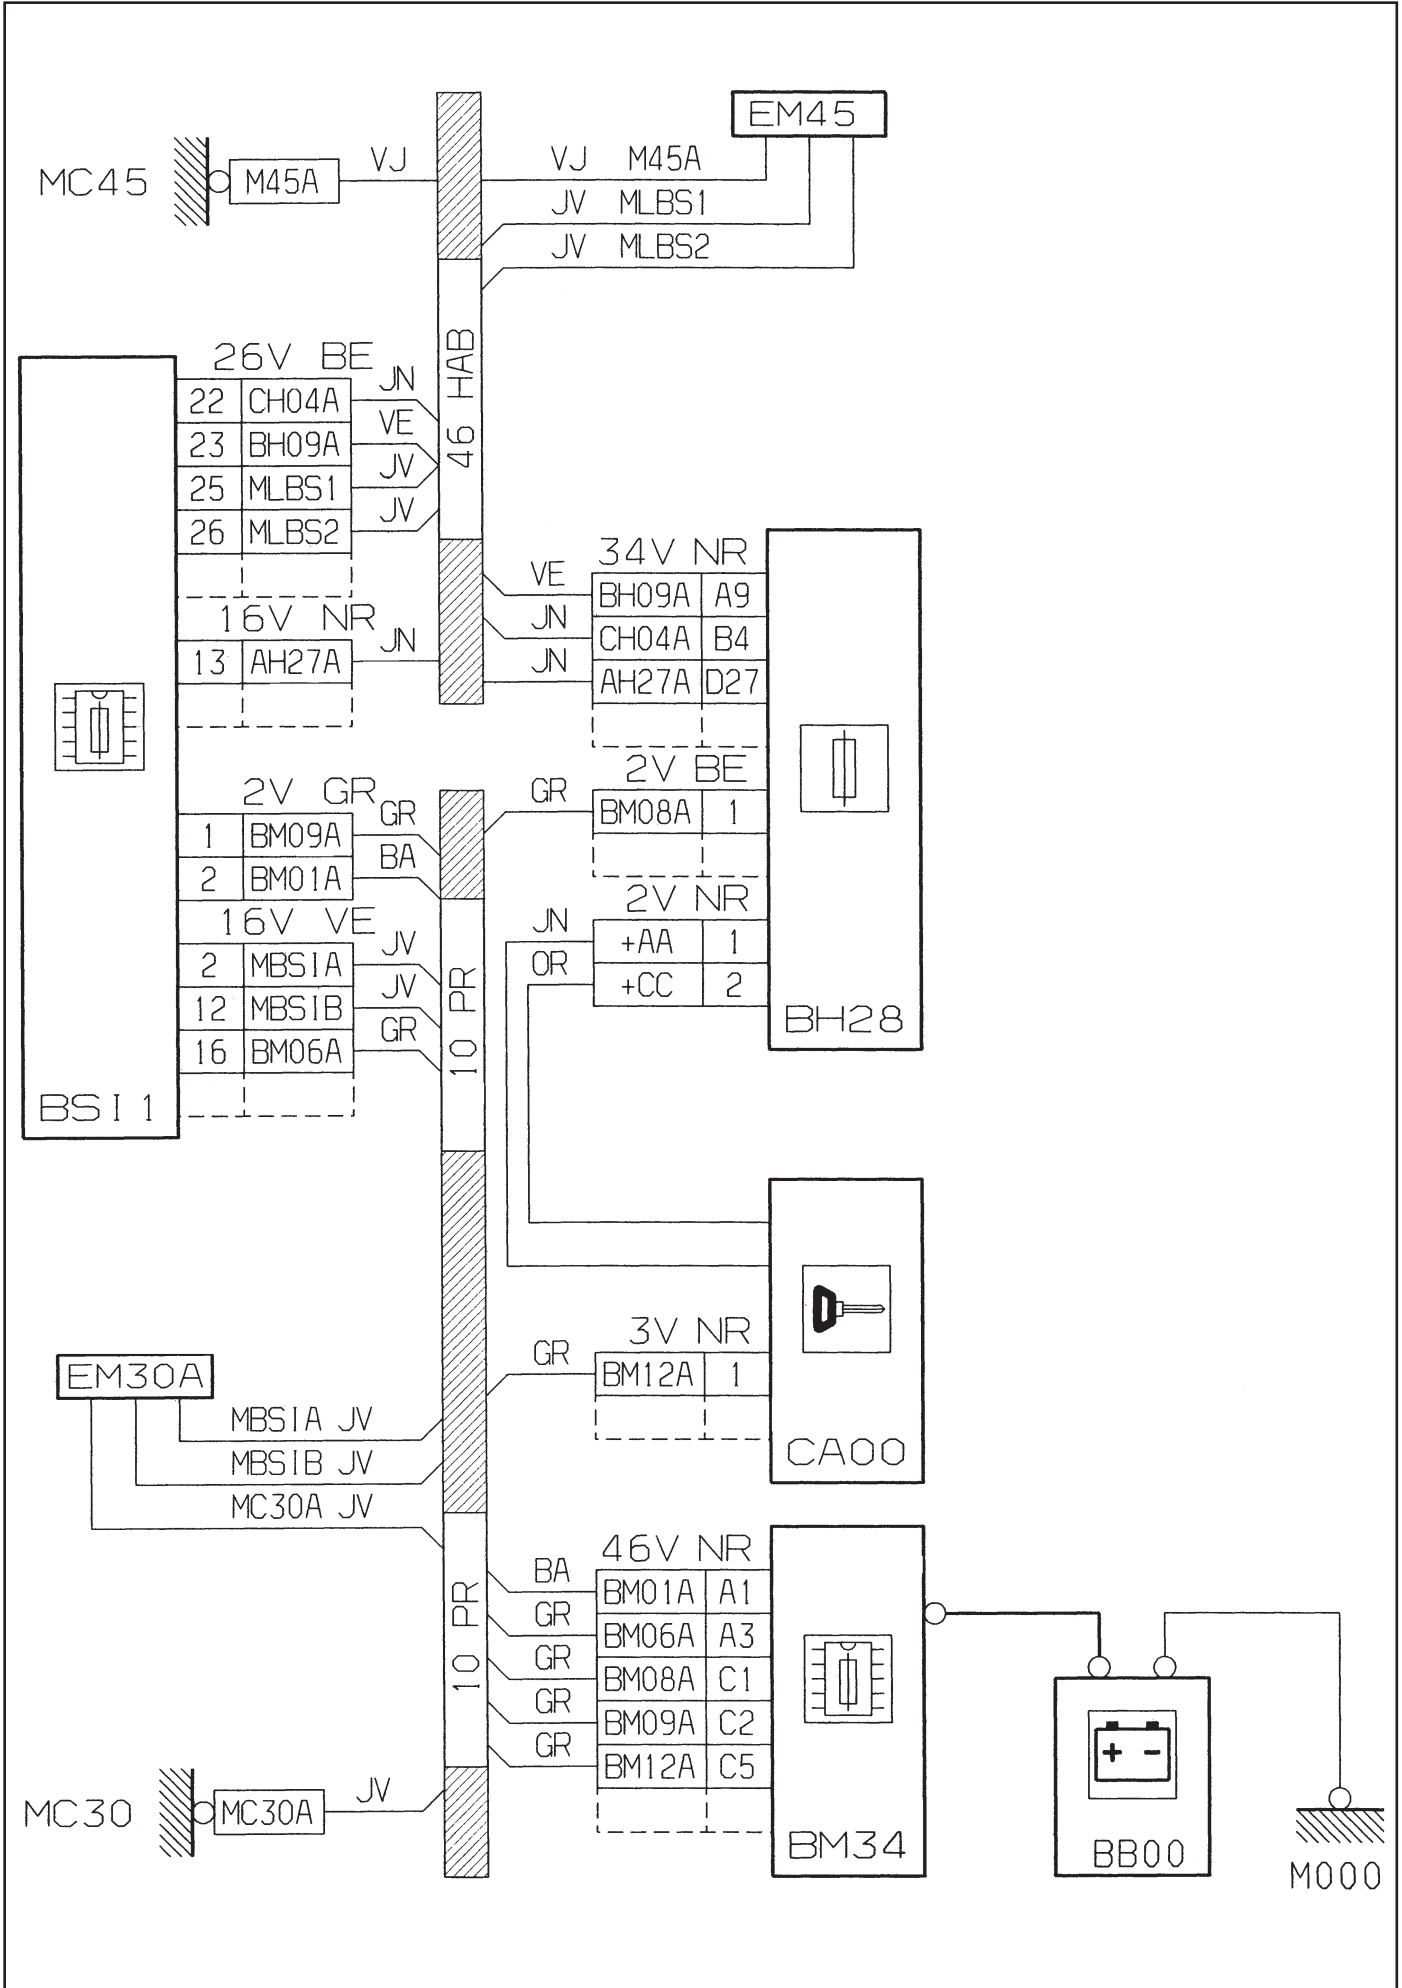 EM45
MC45
M45A
VJ
VJ M45A
JV MLBS1
JV MLBS2
46 HAB
26V BE
22 CH04A JN
23 BH09A VE
25 MLBS1 JV
26 MLBS2 JV
16V NR
13 AH27A JN
2V GR
1 BM09A GR
2 BM01A BA
16V VE
2 MBSIA JV
12 MBSIB JV
16 BM06A GR
BSI1
34V NR
VE BH09A A9
JN CH04A B4
JN AH27A D27
2V BE
GR BM08A 1
2V NR
JN +AA 1
OR +CC 2
BH28
10 PR
3V NR
GR BM12A 1
CA00
EM30A
MBSIA JV
MBSIB JV
MC30A JV
10 PR
46V NR
BA BM01A A1
GR BM06A A3
GR BM08A C1
GR BM09A C2
GR BM12A C5
BM34
MC30
MC30A
JV
+ -
BB00
M000